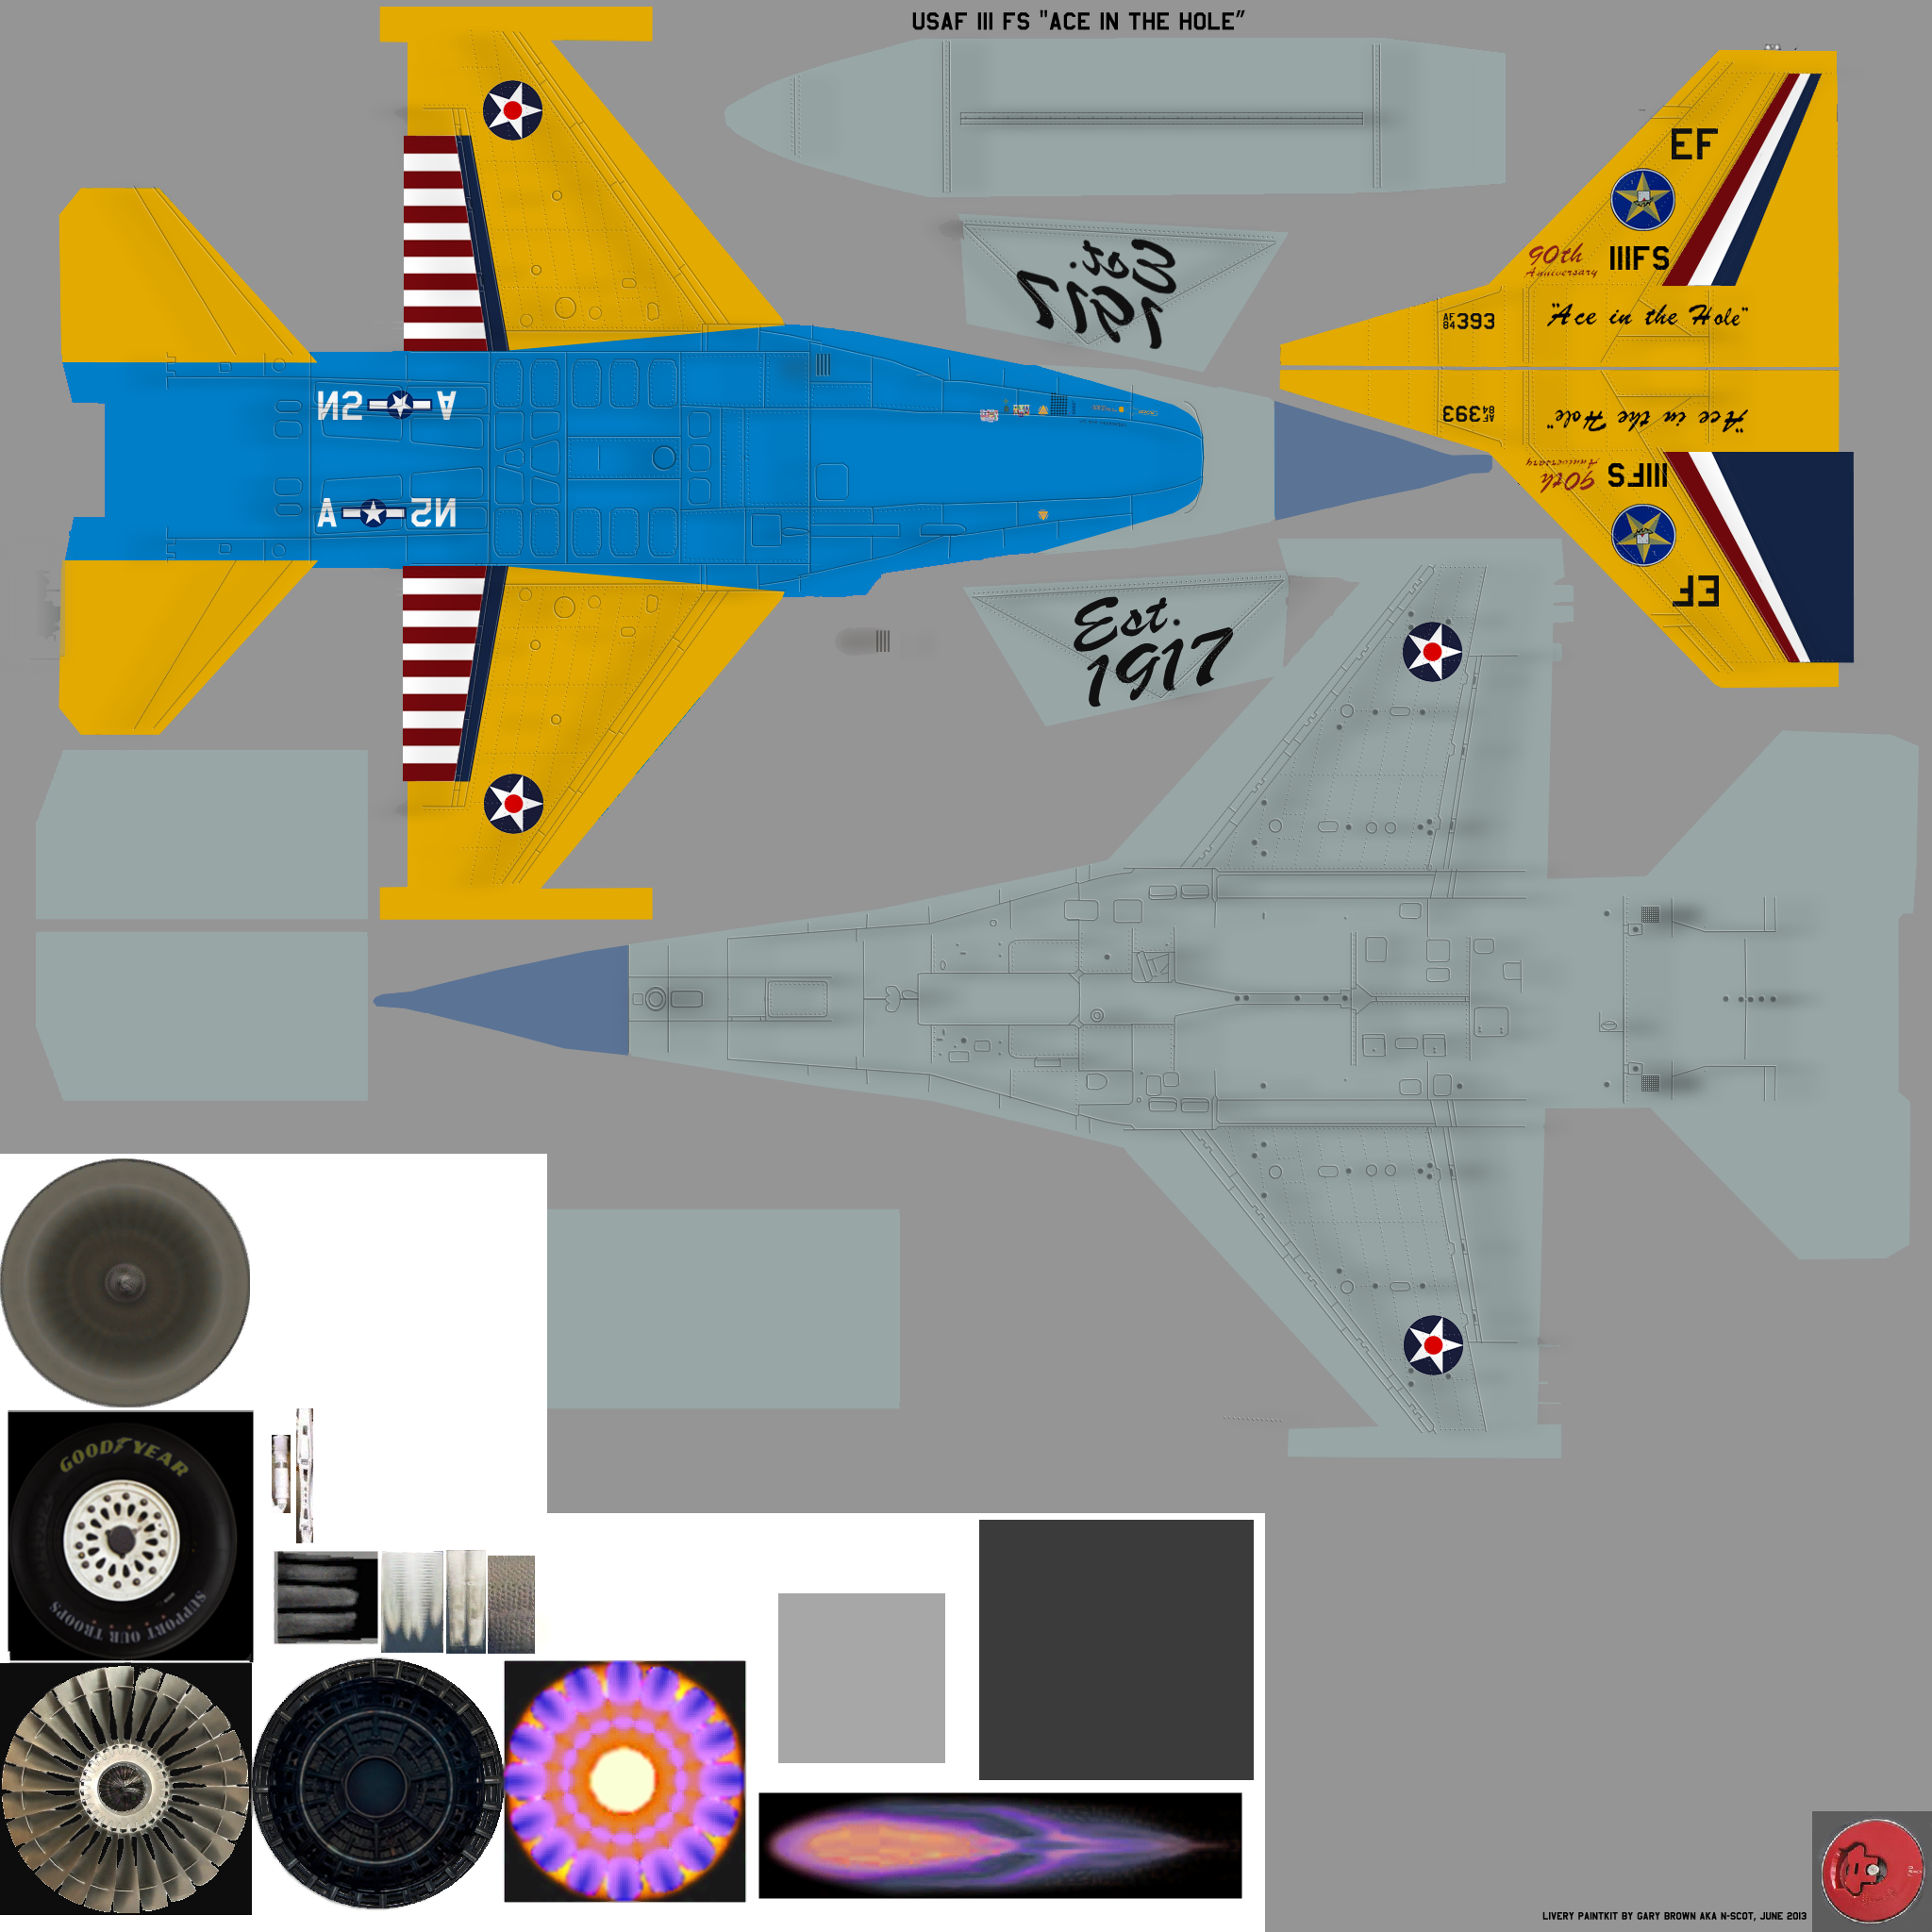 USAF III FS "ACE IN THE HOLE"
EF
90th
Anniversary
IIIFS
AF
84
393
"Ace in the Hole"
Est.
1917
N2
A
AF
84
393
"Ace in the Hole"
90th
Anniversary
IIIFS
EF
A
N2
Est.
1917
GOODYEAR
SUPPORT OUR TROOPS
LIVERY PAINTKIT BY GARY BROWN AKA N-SCOT, JUNE 2013